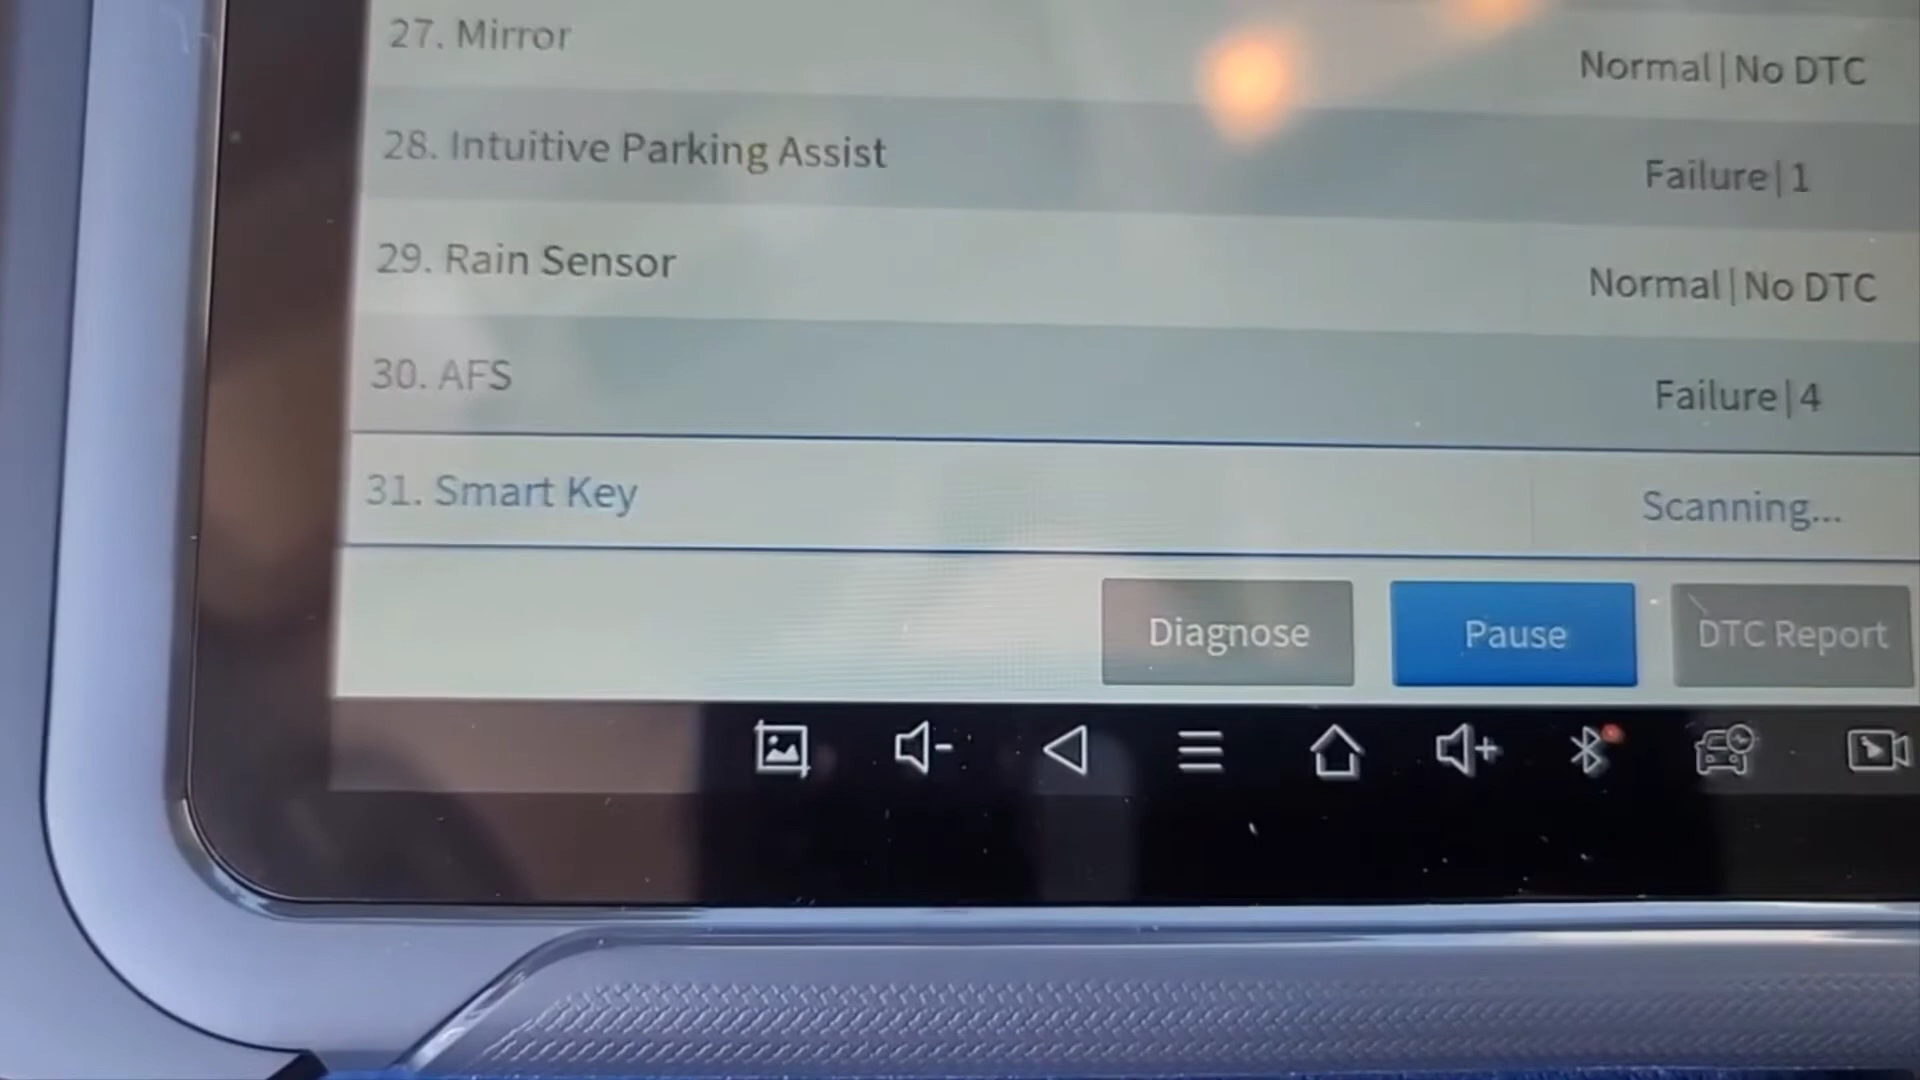 27. Mirror Normal | No DTC
28. Intuitive Parking Assist Failure | 1
29. Rain Sensor Normal | No DTC
30. AFS Failure | 4
31. Smart Key Scanning...
Diagnose Pause DTC Report